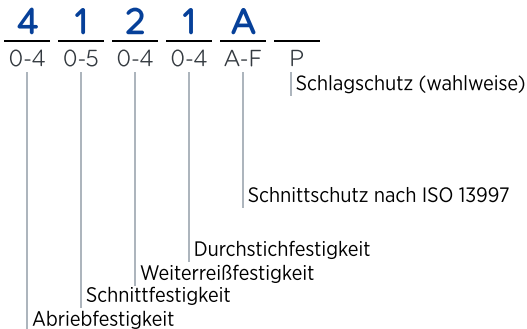 4 1 2 1 A
0-4 0-5 0-4 0-4 A-F P
Schlagschutz (wahlweise)
Schnittschutz nach ISO 13997
Durchstichfestigkeit
Weiterreißfestigkeit
Schnittfestigkeit
Abriebfestigkeit